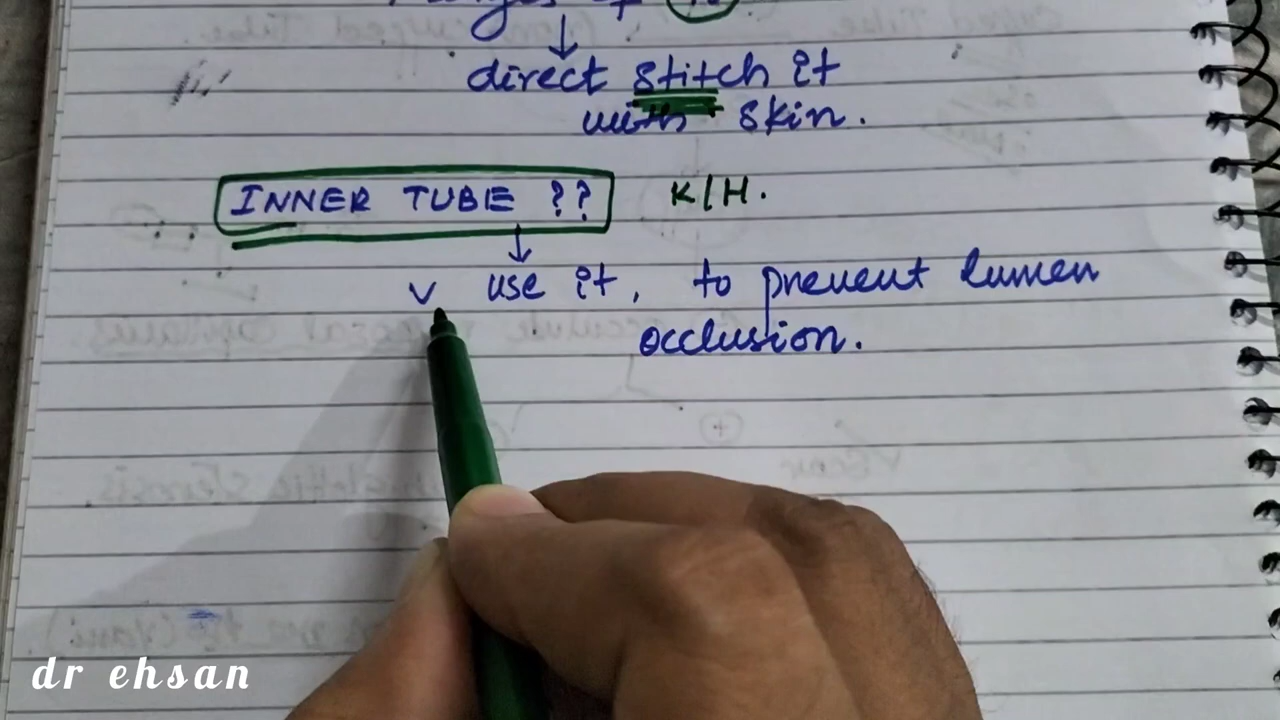 direct stitch it
with skin.
INNER TUBE ?? K/H.
v use it, to prevent lumen
occlusion.
dr ehsan